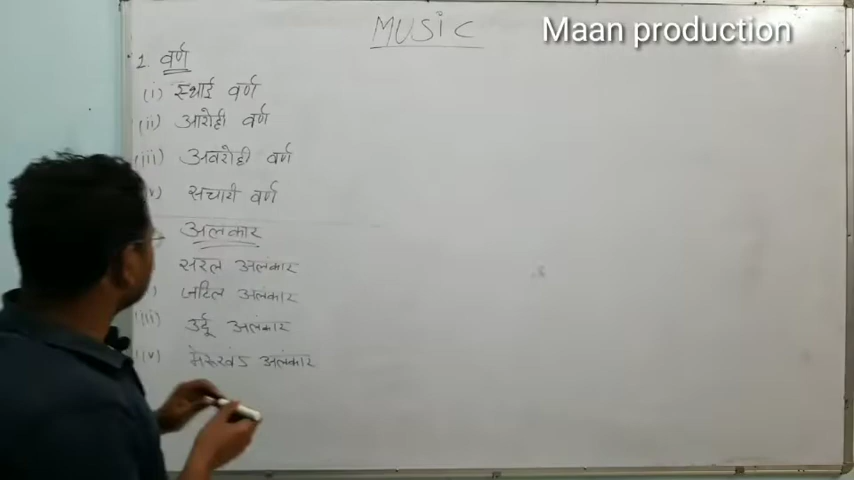 MUSIC
Maan production
1. वर्ण
(i) स्थाई वर्ण
(ii) आरोही वर्ण
(iii) अवरोही वर्ण
सचारी वर्ण
अलंकार
सरल अलंकार
जटिल अलंकार
(iii) उर्दू अलंकार
(iv) मेरूखंड अलंकार